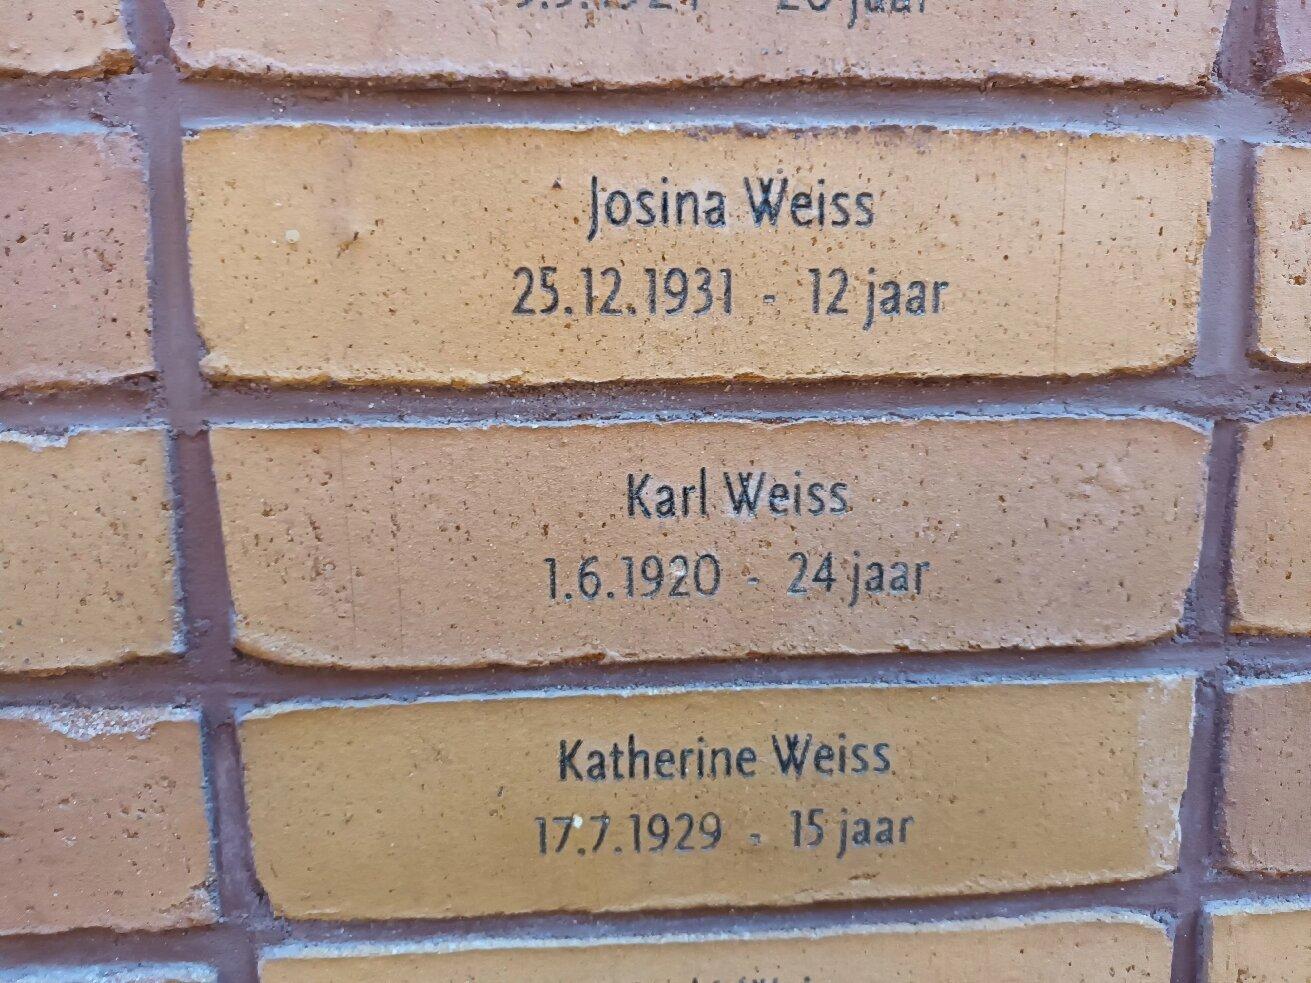 jaar
Josina Weiss
25.12.1931 - 12 jaar
Karl Weiss
1.6.1920 - 24 jaar
Katherine Weiss
17.7.1929 - 15 jaar